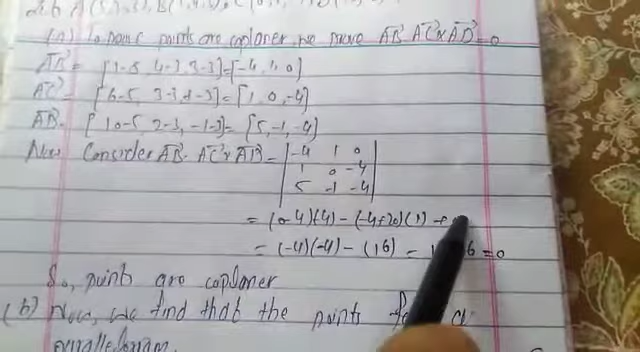 (a) To prove points are coplaner, we prove AB⃗ AC⃗×AD⃗=0
AB⃗ = [1-5, 4-3, 3-3]=[-4, 1, 0]
AC⃗ = [6-5, 3-3, -3]=[1, 0, -4]
AD⃗ = [10-5, 2-3, -1-3]= [5, -1, -4]
Now Consider AB⃗. AC⃗×AD⃗ = |-4 1 0
1 0 -4
5 -1 -4|
= (0-4)(4) - (-4+20)(1) +
= (-4)(-4) - (16) = 6=0
So, points are coplaner
(b) Now, we find that the points
parallelogram.